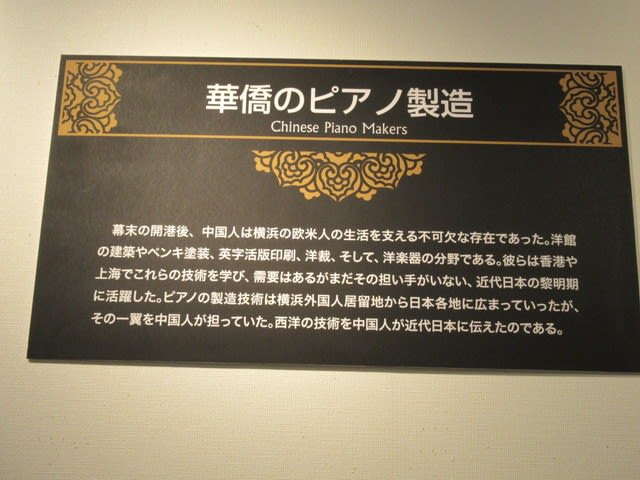 華僑のピアノ製造
Chinese Piano Makers
幕末の開港後、中国人は横浜の欧米人の生活を支える不可欠な存在であった。洋館
の建築やペンキ塗装、英字活版印刷、洋裁、そして、洋楽器の分野である。彼らは香港や
上海でこれらの技術を学び、需要はあるがまだその担い手がいない、近代日本の黎明期
に活躍した。ピアノの製造技術は横浜外国人居留地から日本各地に広まっていったが、
その一翼を中国人が担っていた。西洋の技術を中国人が近代日本に伝えたのである。